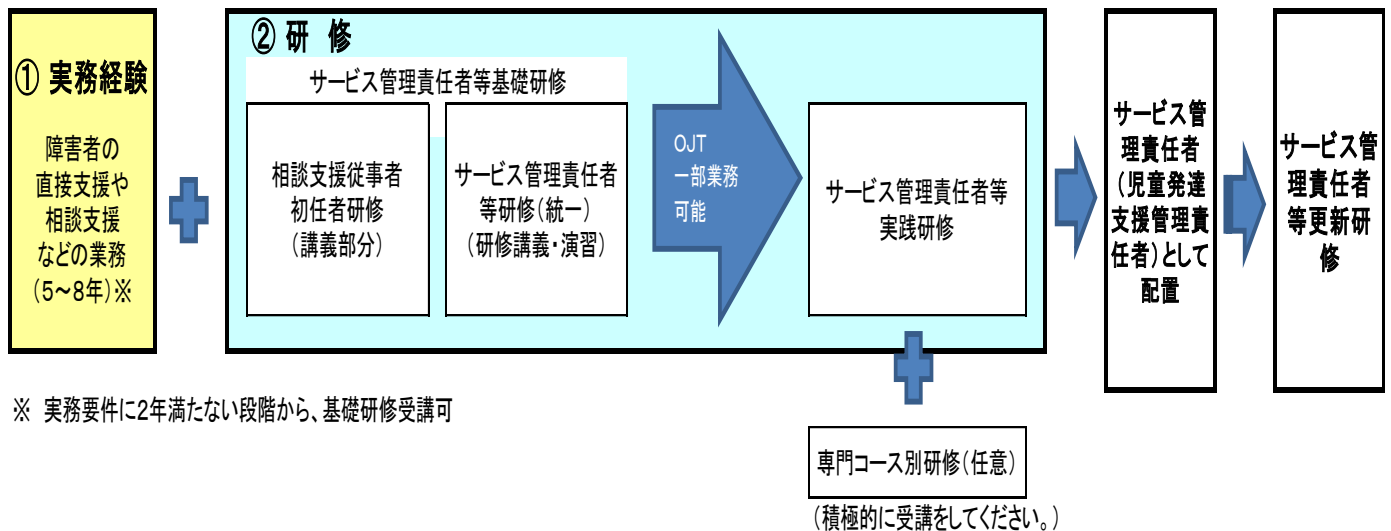 ① 実務経験
障害者の
直接支援や
相談支援
などの業務
(5～8年)※
② 研 修
サービス管理責任者等基礎研修
相談支援従事者
初任者研修
(講義部分)
サービス管理責任者
等研修(統一)
(研修講義・演習)
OJT
一部業務
可能
サービス管理責任者等
実践研修
サービス管
理責任者
(児童発達
支援管理責
任者)として
配置
サービス管
理責任者
等更新研
修
※ 実務要件に2年満たない段階から、基礎研修受講可
専門コース別研修(任意)
(積極的に受講をしてください。)